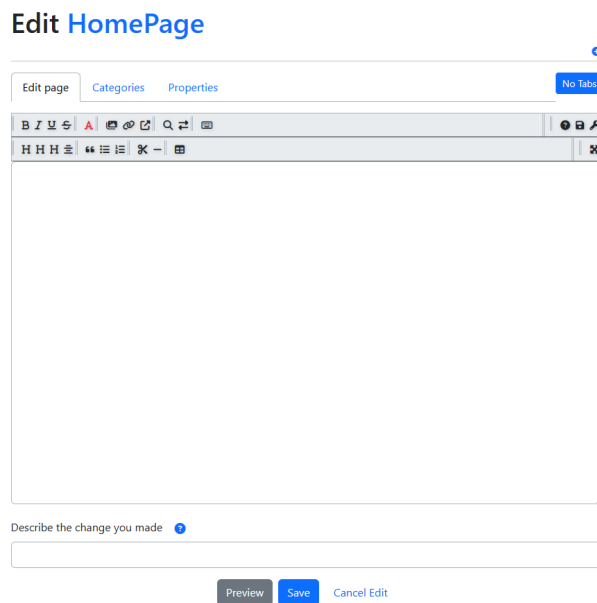 Edit HomePage
Edit page Categories Properties No Tabs
B I U S A
H H H
Describe the change you made
Preview Save Cancel Edit